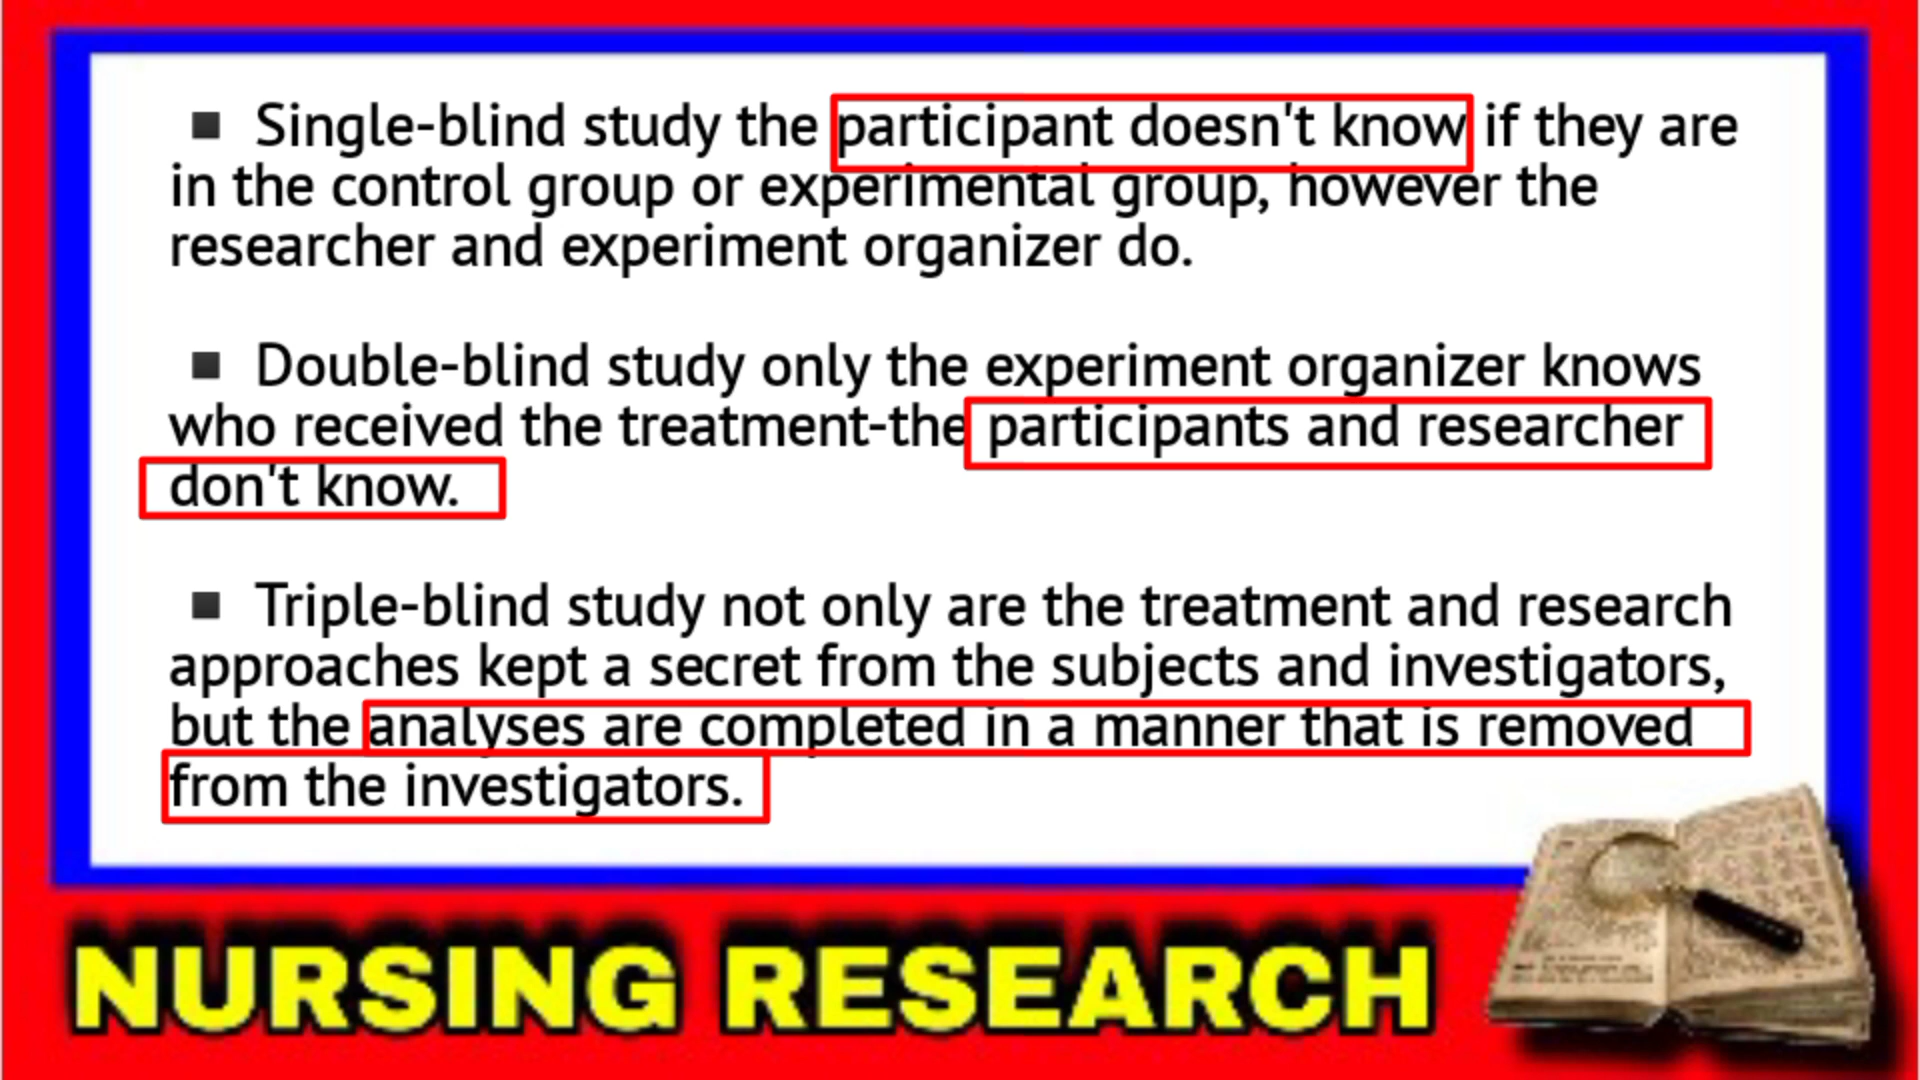 ▪ Single-blind study the participant doesn't know if they are
in the control group or experimental group, however the
researcher and experiment organizer do.
▪ Double-blind study only the experiment organizer knows
who received the treatment-the participants and researcher
don't know.
▪ Triple-blind study not only are the treatment and research
approaches kept a secret from the subjects and investigators,
but the analyses are completed in a manner that is removed
from the investigators.
NURSING RESEARCH